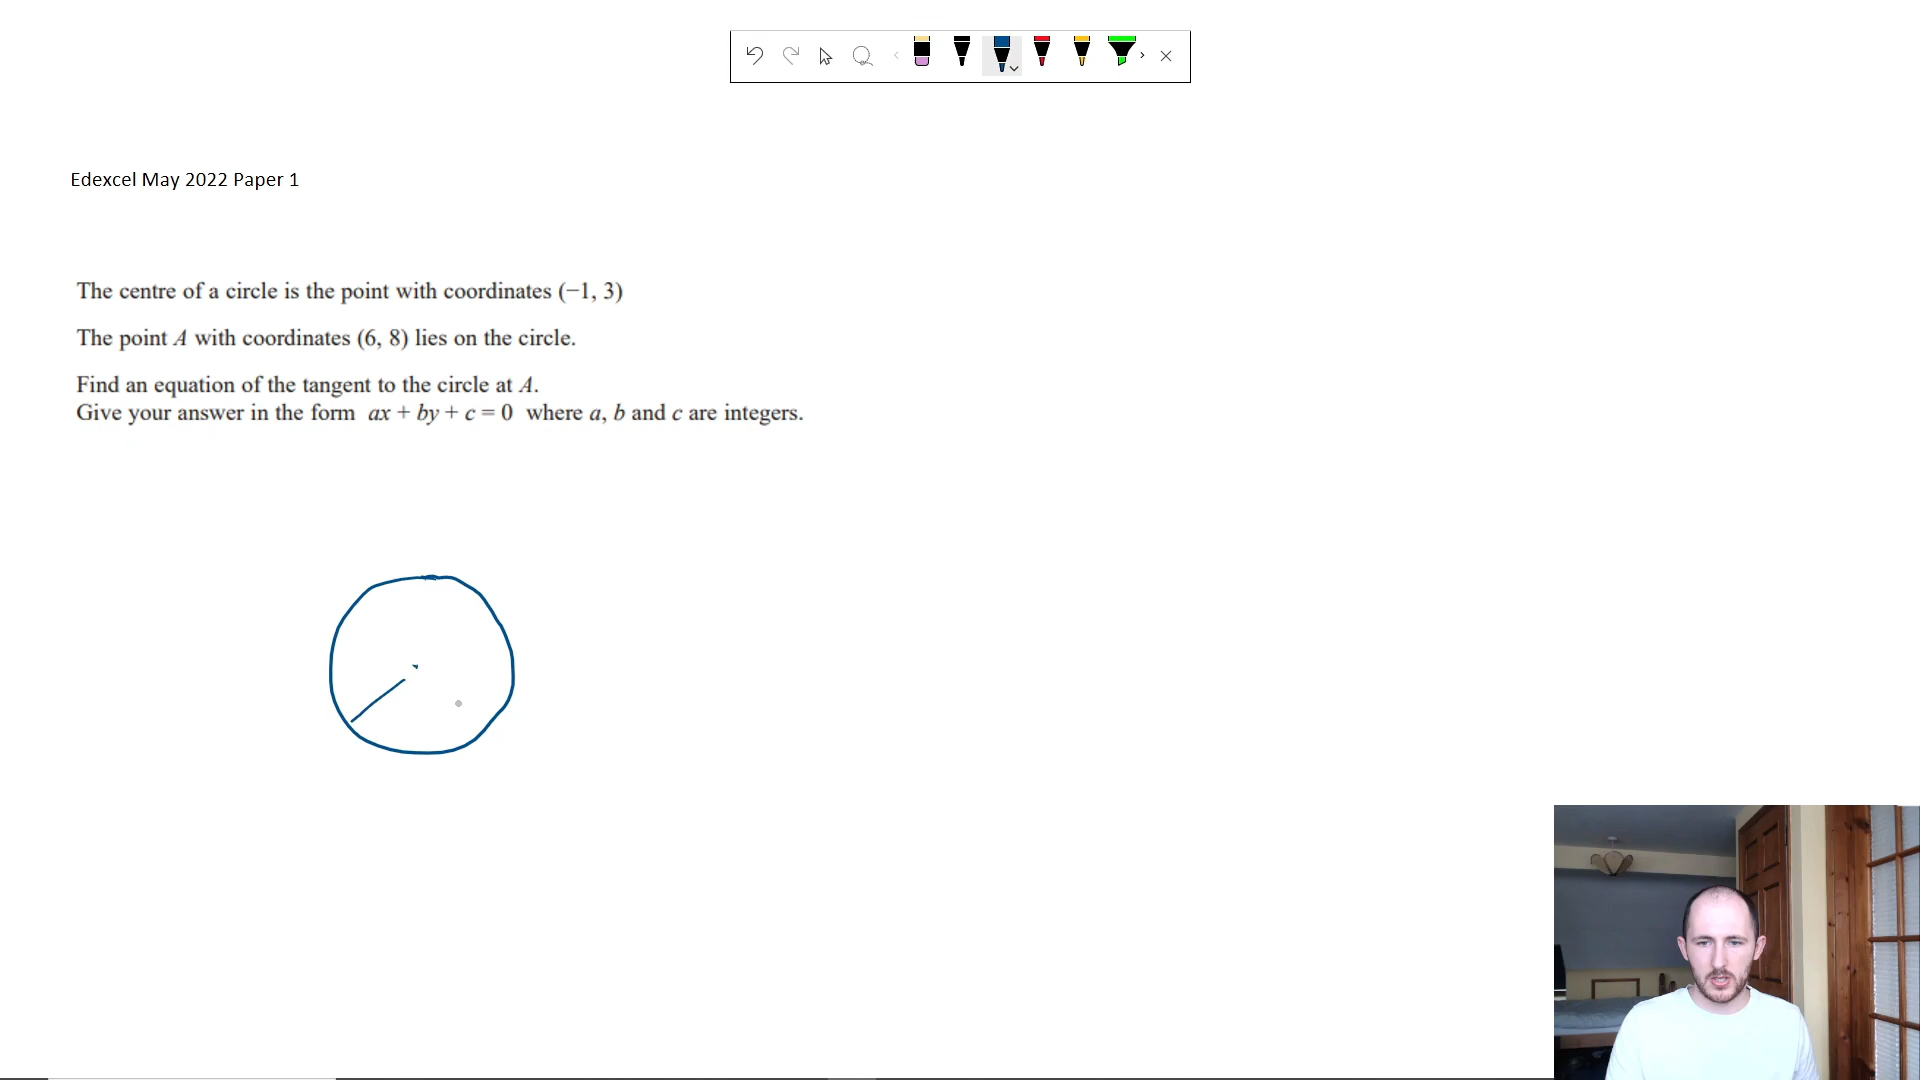 Edexcel May 2022 Paper 1
The centre of a circle is the point with coordinates (−1, 3)
The point A with coordinates (6, 8) lies on the circle.
Find an equation of the tangent to the circle at A.
Give your answer in the form ax + by + c = 0 where a, b and c are integers.